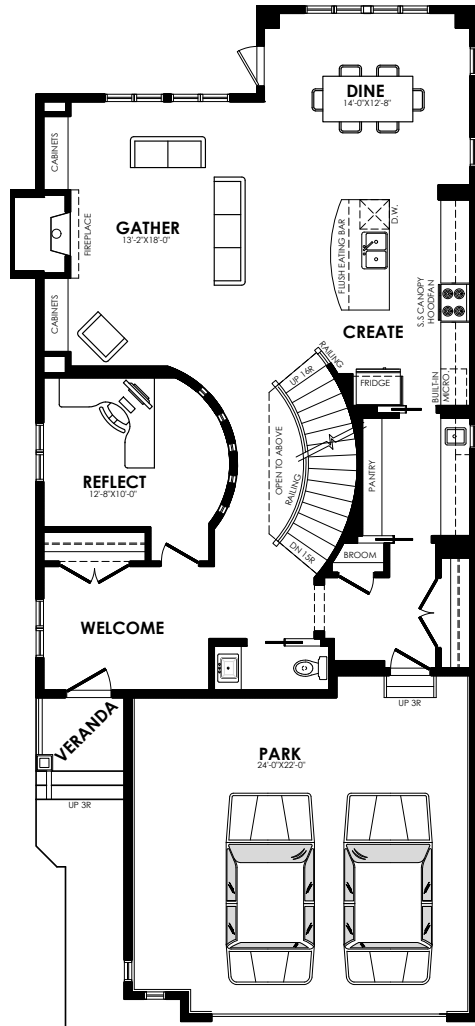 DINE
14'-0"X12'-8"
CABINETS
GATHER
13'-2"X18'-0"
FIREPLACE
FLUSH EATING BAR
D.W.
S.S CANOPY
HOODFAN
CABINETS
CREATE
RAILING
UP 16R
FRIDGE
BUILT-IN
MICRO.
REFLECT
12'-8"X10'-0"
OPEN TO ABOVE
RAILING
PANTRY
DN 15R
BROOM
WELCOME
VERANDA
UP 3R
UP 3R
PARK
24'-0"X22'-0"